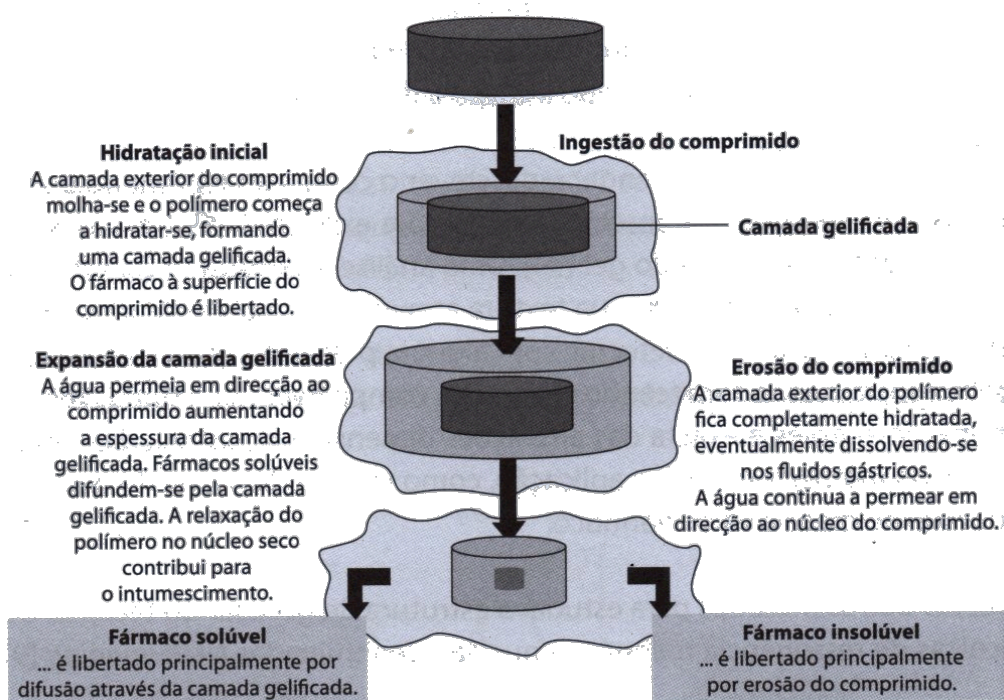 Ingestão do comprimido
Hidratação inicial
A camada exterior do comprimido
molha-se e o polímero começa
a hidratar-se, formando
uma camada gelificada.
O fármaco à superfície do
comprimido é libertado.
Camada gelificada
Expansão da camada gelificada
A água permeia em direcção ao
comprimido aumentando
a espessura da camada
gelificada. Fármacos solúveis
difundem-se pela camada
gelificada. A relaxação do
polímero no núcleo seco
contribui para
o intumescimento.
Erosão do comprimido
A camada exterior do polímero
fica completamente hidratada,
eventualmente dissolvendo-se
nos fluidos gástricos.
A água continua a permear em
direcção ao núcleo do comprimido.
Fármaco solúvel
... é libertado principalmente por
difusão através da camada gelificada.
Fármaco insolúvel
... é libertado principalmente
por erosão do comprimido.